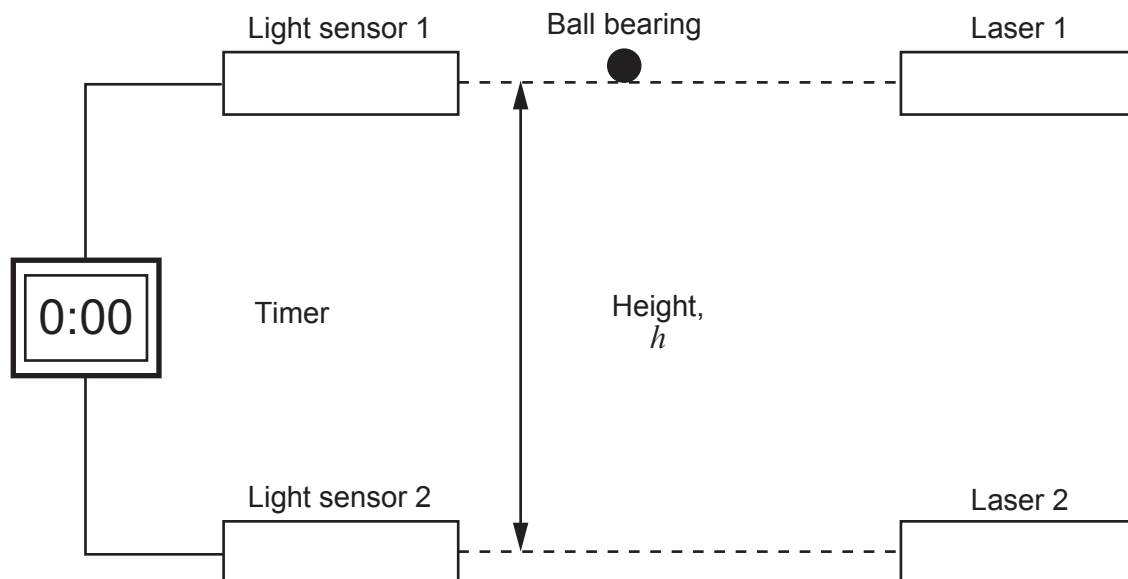 Light sensor 1
Ball bearing
Laser 1
0:00
Timer
Height,
h
Light sensor 2
Laser 2